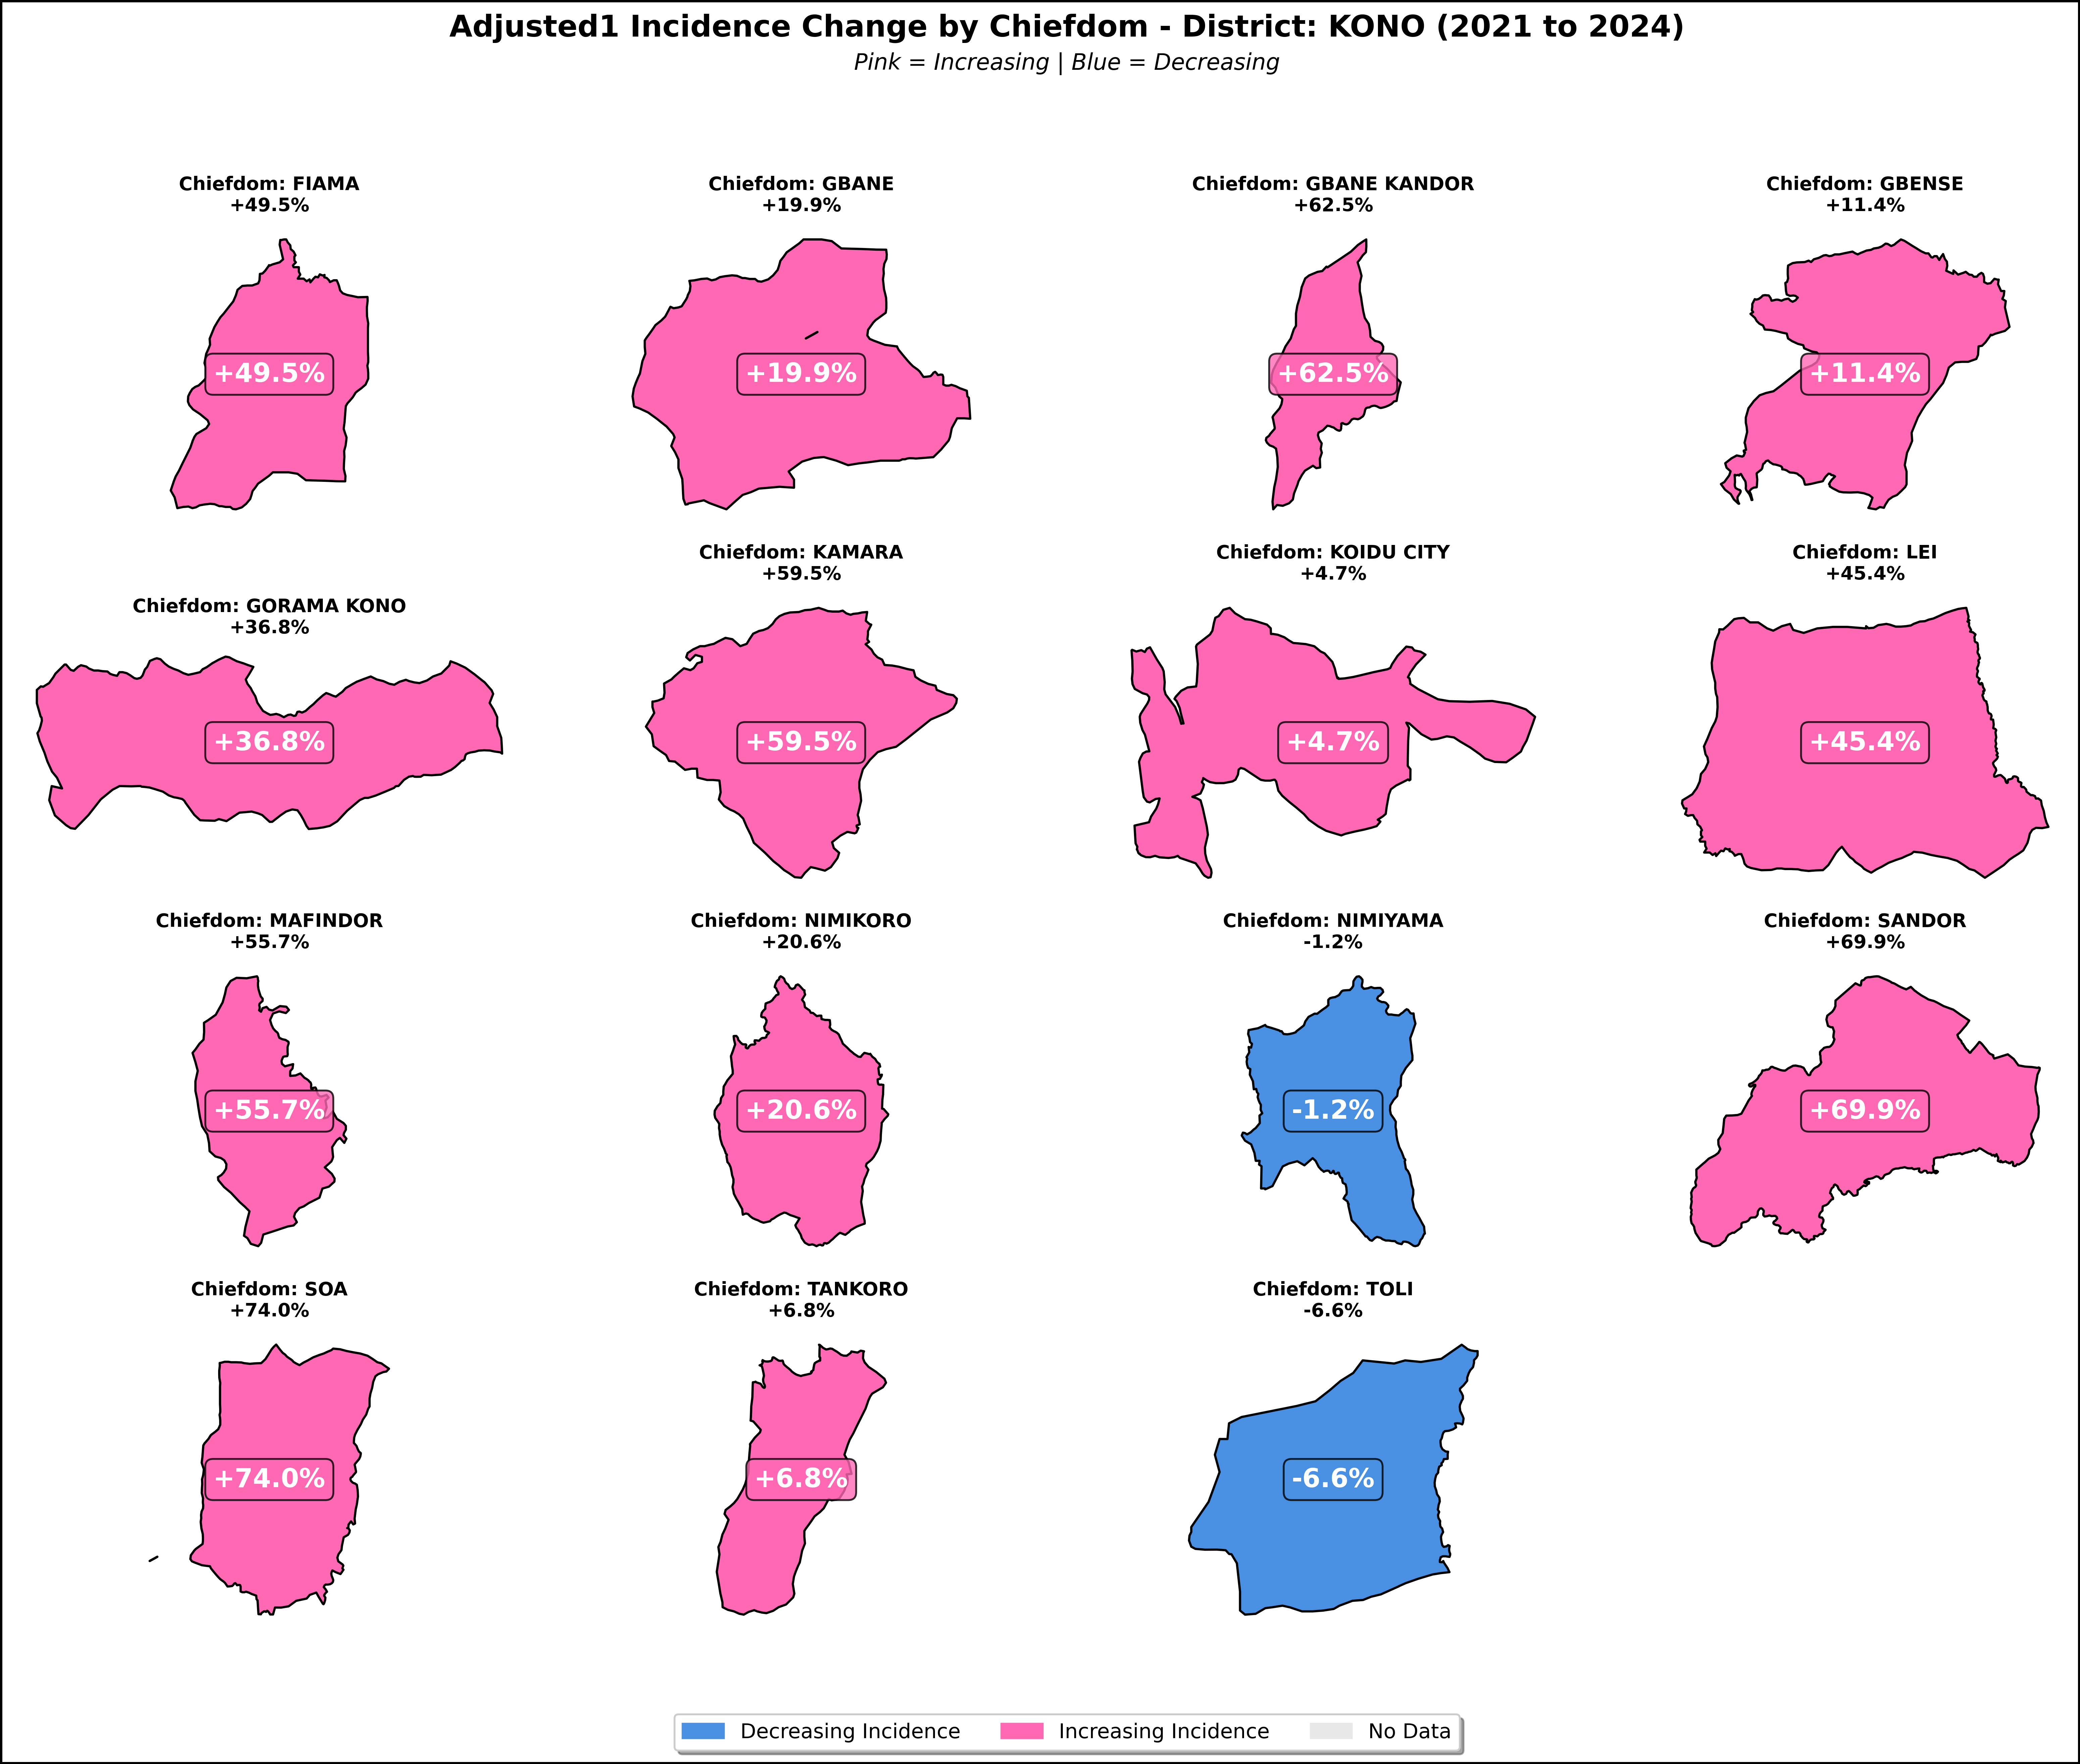 Adjusted1 Incidence Change by Chiefdom - District: KONO (2021 to 2024)
Pink = Increasing | Blue = Decreasing
Chiefdom: FIAMA
+49.5%
+49.5%
Chiefdom: GBANE
+19.9%
+19.9%
Chiefdom: GBANE KANDOR
+62.5%
+62.5%
Chiefdom: GBENSE
+11.4%
+11.4%
Chiefdom: GORAMA KONO
+36.8%
+36.8%
Chiefdom: KAMARA
+59.5%
+59.5%
Chiefdom: KOIDU CITY
+4.7%
+4.7%
Chiefdom: LEI
+45.4%
+45.4%
Chiefdom: MAFINDOR
+55.7%
+55.7%
Chiefdom: NIMIKORO
+20.6%
+20.6%
Chiefdom: NIMIYAMA
-1.2%
-1.2%
Chiefdom: SANDOR
+69.9%
+69.9%
Chiefdom: SOA
+74.0%
+74.0%
Chiefdom: TANKORO
+6.8%
+6.8%
Chiefdom: TOLI
-6.6%
-6.6%
Decreasing Incidence
Increasing Incidence
No Data